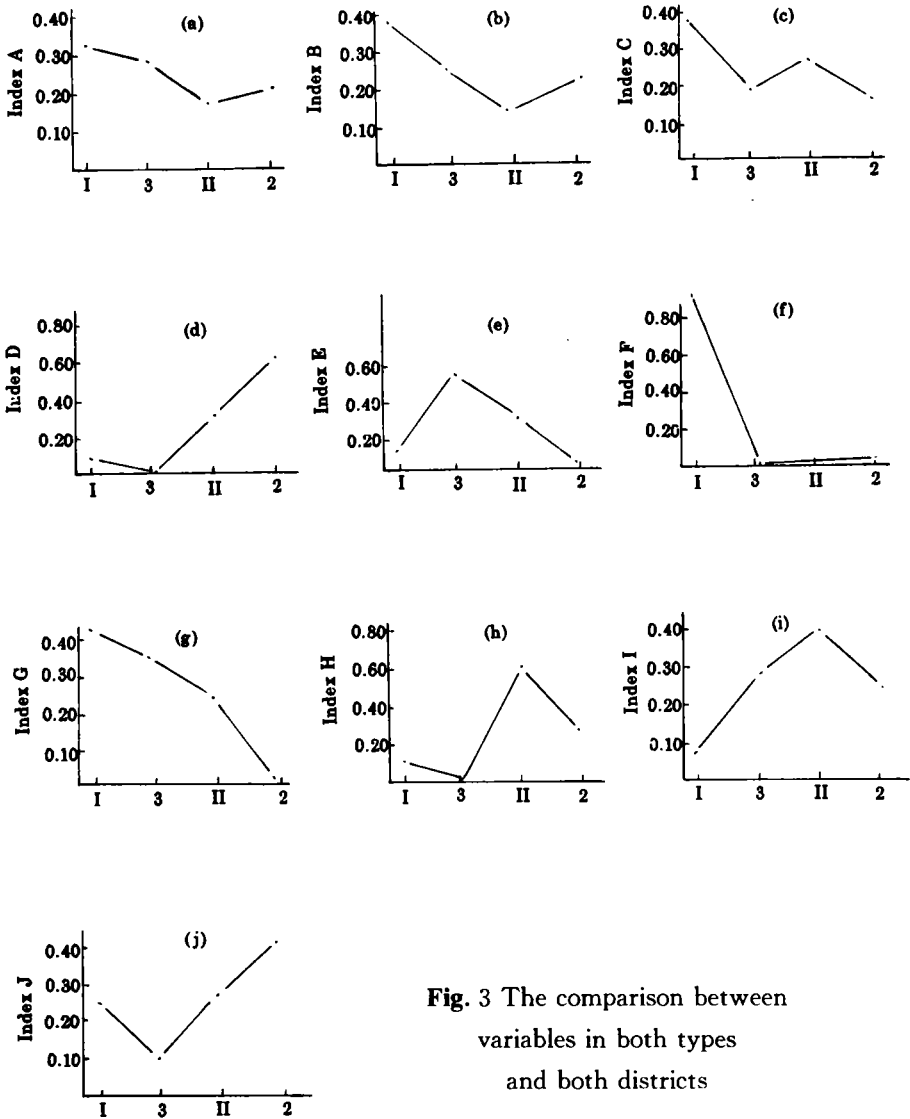 (a)
Index A
0.40
0.30
0.20
0.10
I 3 II 2
(b)
Index B
0.40
0.30
0.20
0.10
I 3 II 2
(c)
Index C
0.40
0.30
0.20
0.10
I 3 II 2
(d)
Index D
0.80
0.60
0.40
0.20
I 3 II 2
(e)
Index E
0.60
0.40
0.20
I 3 II 2
(f)
Index F
0.80
0.60
0.40
0.20
I 3 II 2
(g)
Index G
0.40
0.30
0.20
0.10
I 3 II 2
(h)
Index H
0.80
0.60
0.40
0.20
I 3 II 2
(i)
Index I
0.40
0.30
0.20
0.10
I 3 II 2
(j)
Index J
0.40
0.30
0.20
0.10
I 3 II 2
Fig. 3 The comparison between
variables in both types
and both districts